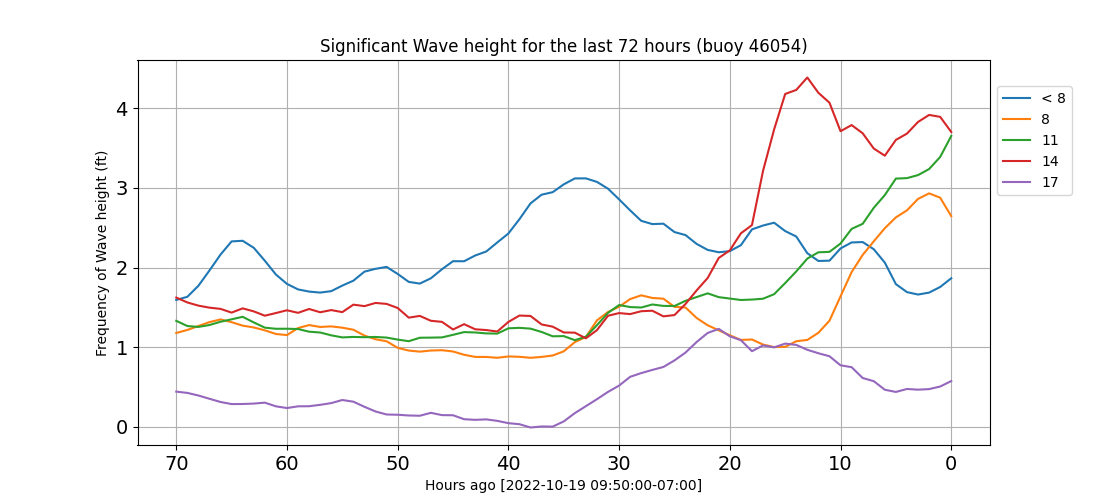 Significant Wave height for the last 72 hours (buoy 46054)
Frequency of Wave height (ft)
4
3
2
1
0
70 60 50 40 30 20 10 0
Hours ago [2022-10-19 09:50:00-07:00]
< 8
8
11
14
17